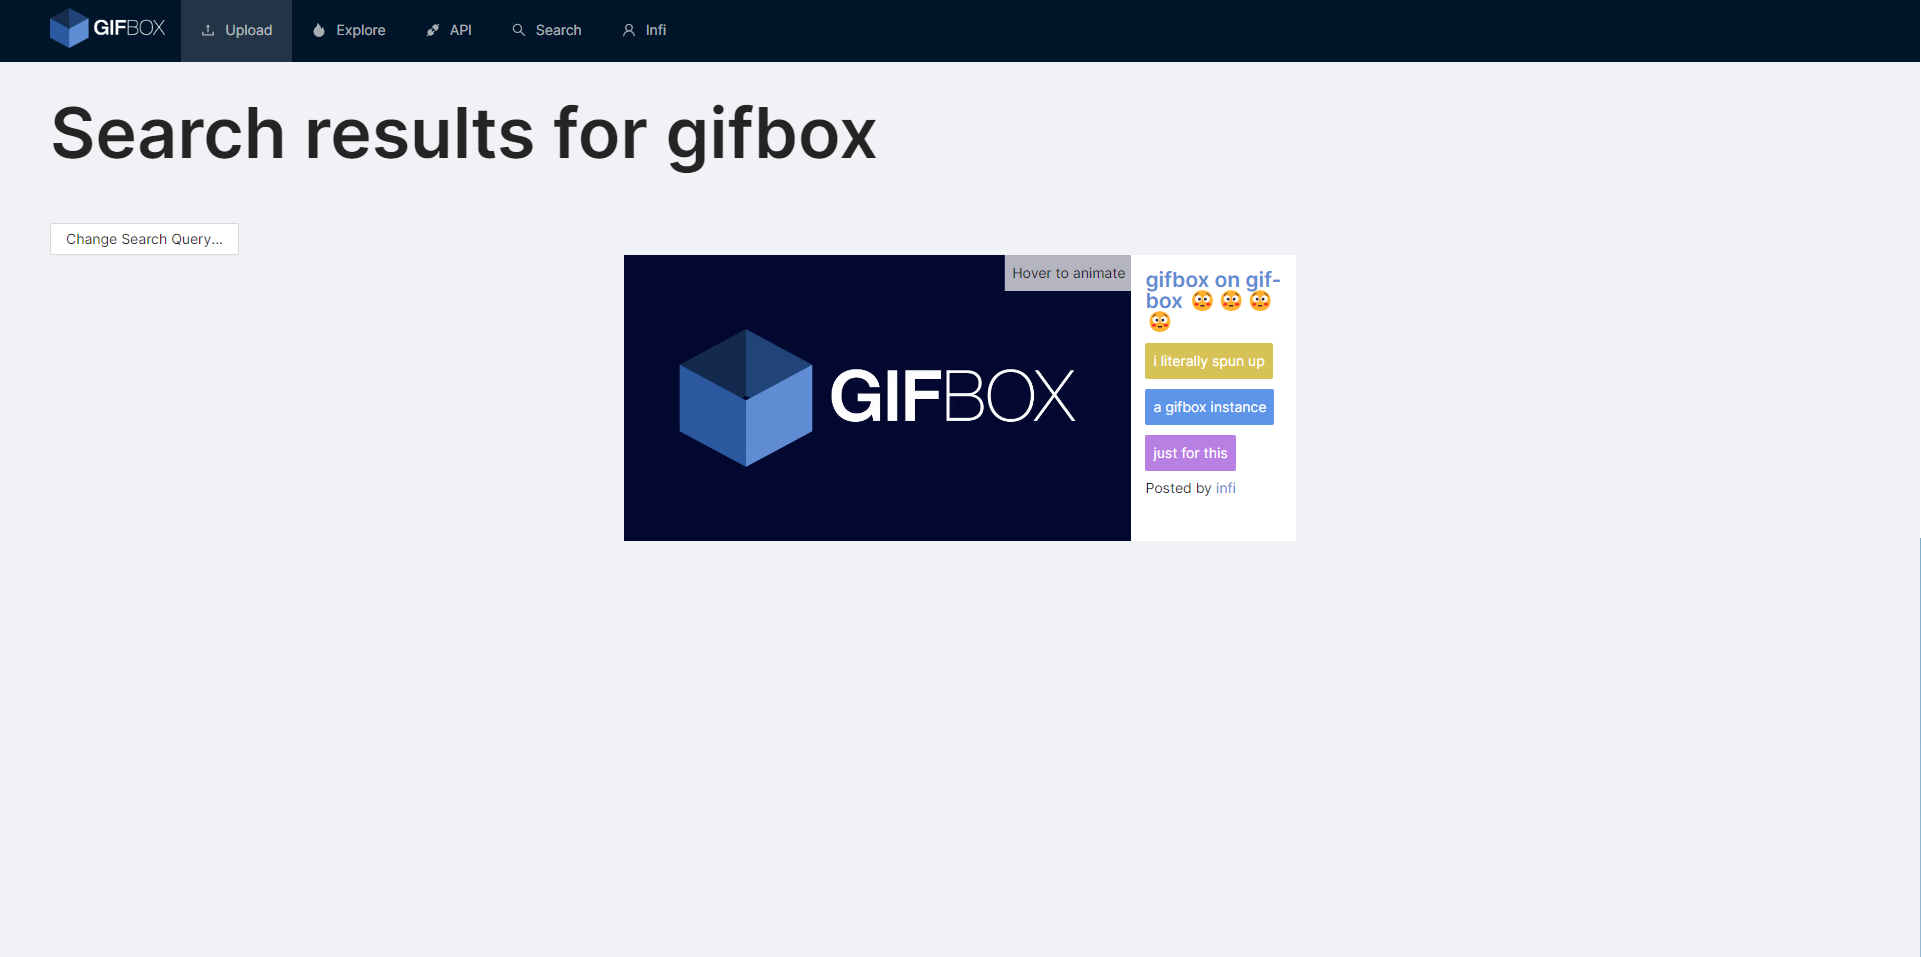 GIFBOX Upload Explore API Search Infi
Search results for gifbox
Change Search Query...
Hover to animate
GIFBOX
gifbox on gif-
box 😳 😳 😳
😳
i literally spun up
a gifbox instance
just for this
Posted by infi